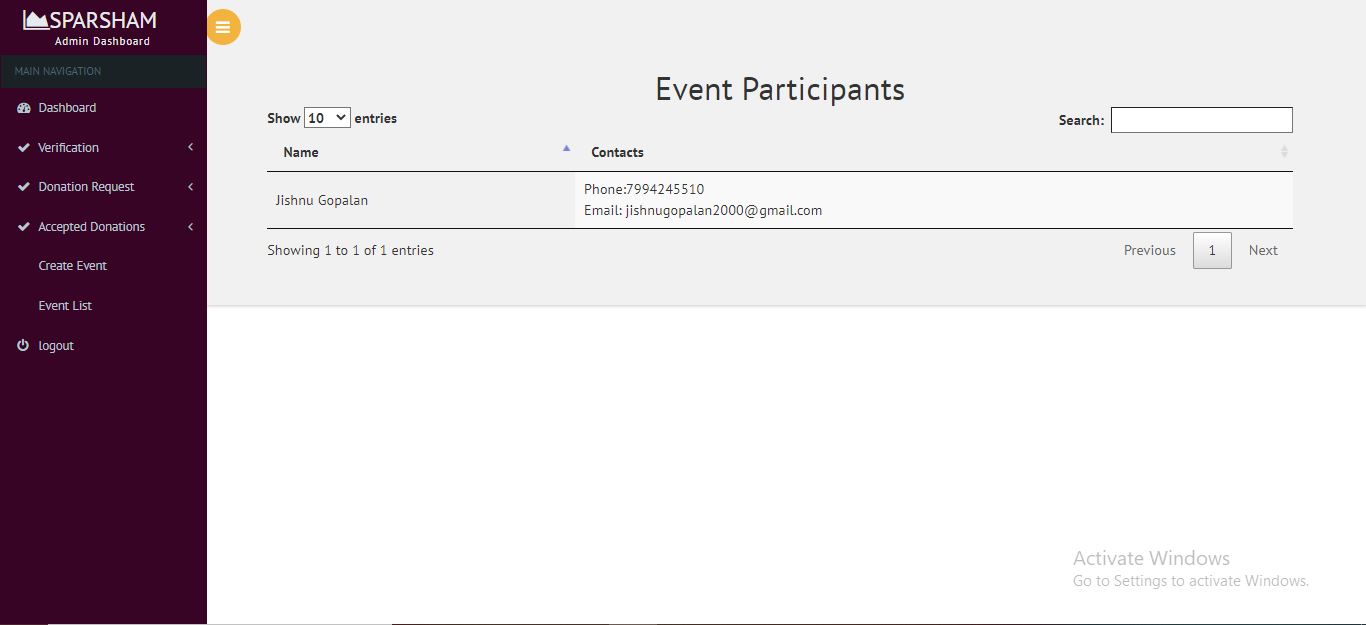 SPARSHAM
Admin Dashboard
MAIN NAVIGATION
Dashboard
Verification
Donation Request
Accepted Donations
Create Event
Event List
logout
Event Participants
Show 10 entries
Search:
Name Contacts
Jishnu Gopalan
Phone:7994245510
Email: jishnugopalan2000@gmail.com
Showing 1 to 1 of 1 entries
Previous 1 Next
Activate Windows
Go to Settings to activate Windows.